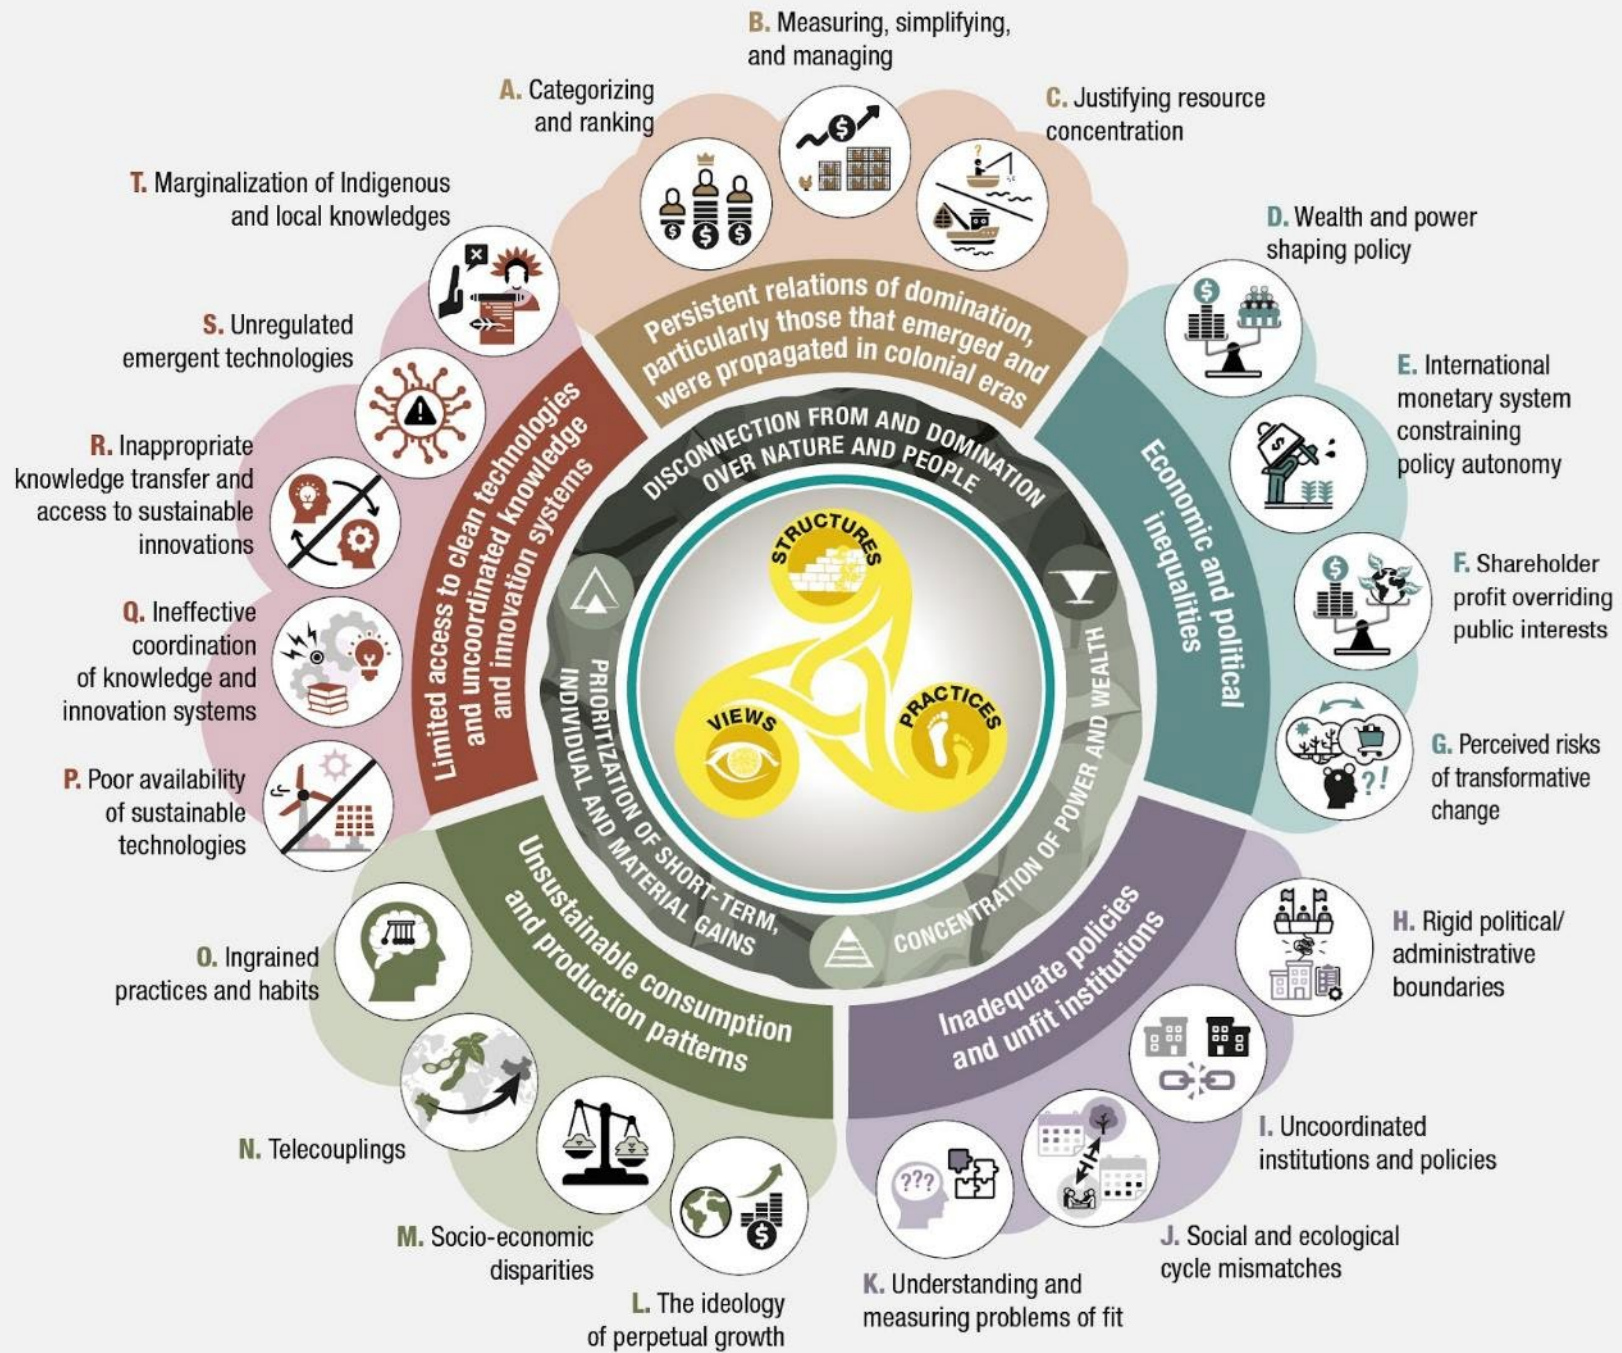 B. Measuring, simplifying,
and managing
A. Categorizing
and ranking
C. Justifying resource
concentration
T. Marginalization of Indigenous
and local knowledges
D. Wealth and power
shaping policy
S. Unregulated
emergent technologies
E. International
monetary system
constraining
policy autonomy
R. Inappropriate
knowledge transfer and
access to sustainable
innovations
F. Shareholder
profit overriding
public interests
Q. Ineffective
coordination
of knowledge and
innovation systems
G. Perceived risks
of transformative
change
P. Poor availability
of sustainable
technologies
H. Rigid political/
administrative
boundaries
O. Ingrained
practices and habits
I. Uncoordinated
institutions and policies
N. Telecouplings
J. Social and ecological
cycle mismatches
M. Socio-economic
disparities
K. Understanding and
measuring problems of fit
L. The ideology
of perpetual growth
Persistent relations of domination,
particularly those that emerged and
were propagated in colonial eras
Economic and political
inequalities
Inadequate policies
and unfit institutions
Unsustainable consumption
and production patterns
Limited access to clean technologies
and uncoordinated knowledge
and innovation systems
DISCONNECTION FROM AND DOMINATION
OVER NATURE AND PEOPLE
CONCENTRATION OF POWER AND WEALTH
PRIORITIZATION OF SHORT-TERM,
INDIVIDUAL AND MATERIAL GAINS
STRUCTURES
VIEWS
PRACTICES
$
$
$
$
?
$
$
$
?!
???
$